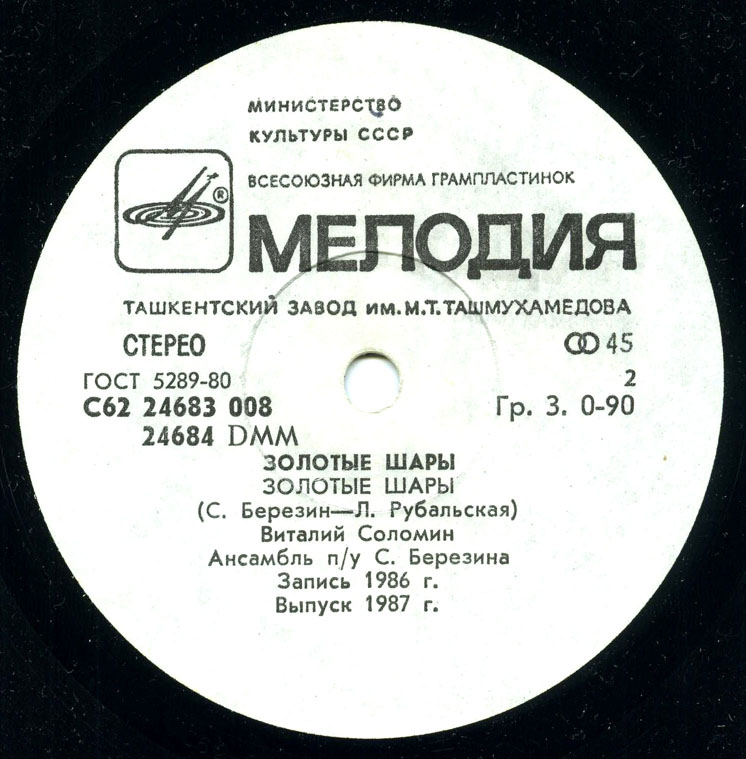 МИНИСТЕРСТВО
КУЛЬТУРЫ СССР
ВСЕСОЮЗНАЯ ФИРМА ГРАМПЛАСТИНОК
®
МЕЛОДИЯ
ТАШКЕНТСКИЙ ЗАВОД им. М.Т. ТАШМУХАМЕДОВА
СТЕРЕО 45
ГОСТ 5289-80 2
С62 24683 008 Гр. 3. 0-90
24684 DMM
ЗОЛОТЫЕ ШАРЫ
ЗОЛОТЫЕ ШАРЫ
(С. Березин—Л. Рубальская)
Виталий Соломин
Ансамбль п/у С. Березина
Запись 1986 г.
Выпуск 1987 г.